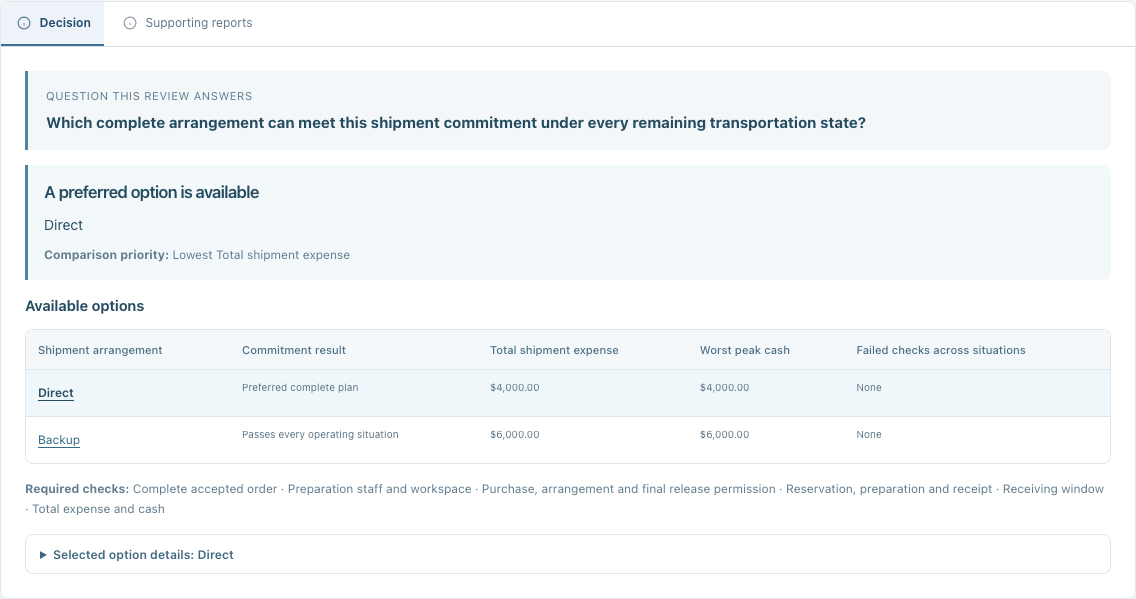 Decision
Supporting reports
QUESTION THIS REVIEW ANSWERS
Which complete arrangement can meet this shipment commitment under every remaining transportation state?
A preferred option is available
Direct
Comparison priority: Lowest Total shipment expense
Available options
Shipment arrangement Commitment result Total shipment expense Worst peak cash Failed checks across situations
Direct Preferred complete plan $4,000.00 $4,000.00 None
Backup Passes every operating situation $6,000.00 $6,000.00 None
Required checks: Complete accepted order · Preparation staff and workspace · Purchase, arrangement and final release permission · Reservation, preparation and receipt · Receiving window
· Total expense and cash
Selected option details: Direct